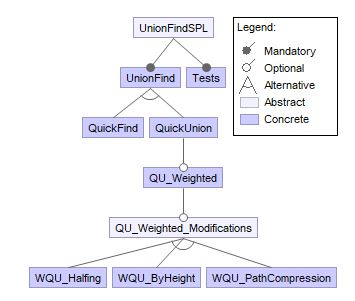 UnionFindSPL
Legend:
Mandatory
Optional
Alternative
Abstract
Concrete
UnionFind
Tests
QuickFind
QuickUnion
QU_Weighted
QU_Weighted_Modifications
WQU_Halfing
WQU_ByHeight
WQU_PathCompression